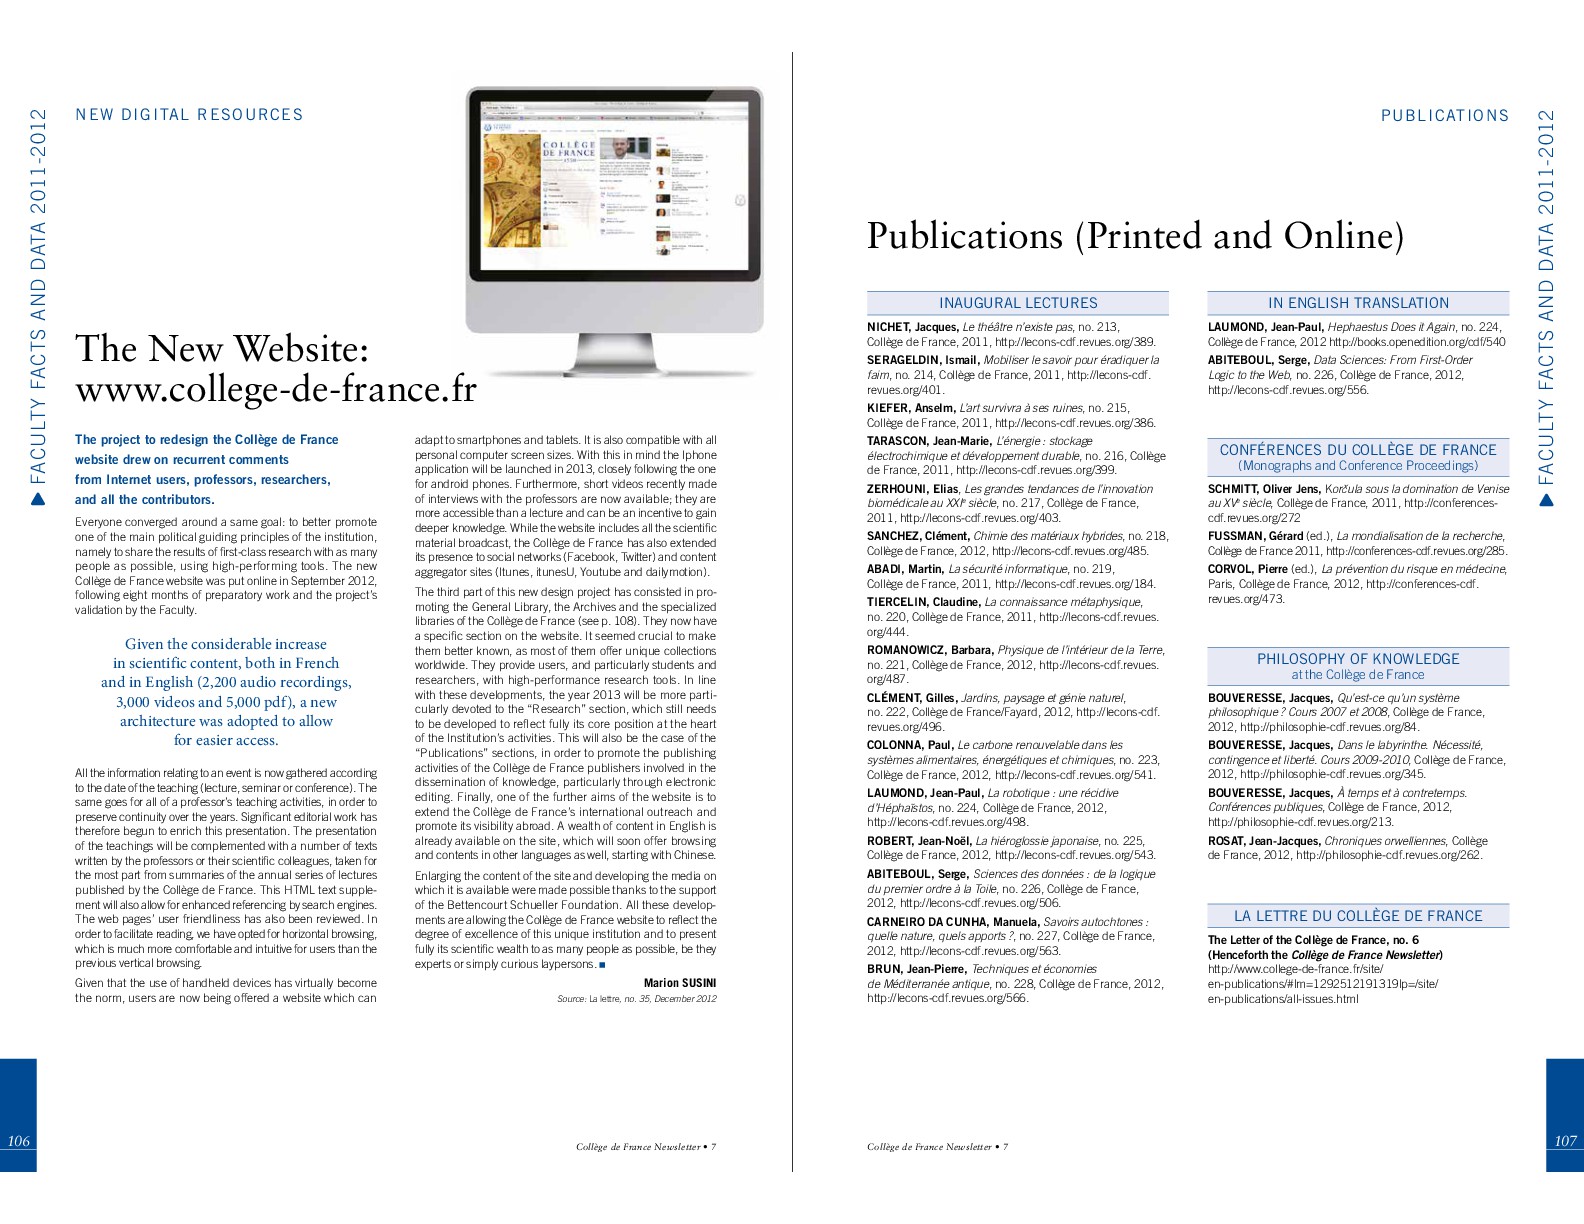 NEW DIGITAL RESOURCES
FACULTY FACTS AND DATA 2011-2012
COLLÈGE
DE FRANCE
1530
The New Website:
www.college-de-france.fr
The project to redesign the Collège de France
website drew on recurrent comments
from Internet users, professors, researchers,
and all the contributors.
Everyone converged around a same goal: to better promote
one of the main political guiding principles of the institution,
namely to share the results of first-class research with as many
people as possible, using high-performing tools. The new
Collège de France website was put online in September 2012,
following eight months of preparatory work and the project's
validation by the Faculty.
Given the considerable increase
in scientific content, both in French
and in English (2,200 audio recordings,
3,000 videos and 5,000 pdf), a new
architecture was adopted to allow
for easier access.
All the information relating to an event is now gathered according
to the date of the teaching (lecture, seminar or conference). The
same goes for all of a professor's teaching activities, in order to
preserve continuity over the years. Significant editorial work has
therefore begun to enrich this presentation. The presentation
of the teachings will be complemented with a number of texts
written by the professors or their scientific colleagues, taken for
the most part from summaries of the annual series of lectures
published by the Collège de France. This HTML text supple-
ment will also allow for enhanced referencing by search engines.
The web pages' user friendliness has also been reviewed. In
order to facilitate reading, we have opted for horizontal browsing,
which is much more comfortable and intuitive for users than the
previous vertical browsing.
Given that the use of handheld devices has virtually become
the norm, users are now being offered a website which can
adapt to smartphones and tablets. It is also compatible with all
personal computer screen sizes. With this in mind the Iphone
application will be launched in 2013, closely following the one
for android phones. Furthermore, short videos recently made
of interviews with the professors are now available; they are
more accessible than a lecture and can be an incentive to gain
deeper knowledge. While the website includes all the scientific
material broadcast, the Collège de France has also extended
its presence to social networks (Facebook, Twitter) and content
aggregator sites (Itunes, itunesU, Youtube and dailymotion).
The third part of this new design project has consisted in pro-
moting the General Library, the Archives and the specialized
libraries of the Collège de France (see p. 108). They now have
a specific section on the website. It seemed crucial to make
them better known, as most of them offer unique collections
worldwide. They provide users, and particularly students and
researchers, with high-performance research tools. In line
with these developments, the year 2013 will be more parti-
cularly devoted to the "Research" section, which still needs
to be developed to reflect fully its core position at the heart
of the Institution's activities. This will also be the case of the
"Publications" sections, in order to promote the publishing
activities of the Collège de France publishers involved in the
dissemination of knowledge, particularly through electronic
editing. Finally, one of the further aims of the website is to
extend the Collège de France's international outreach and
promote its visibility abroad. A wealth of content in English is
already available on the site, which will soon offer browsing
and contents in other languages as well, starting with Chinese.
Enlarging the content of the site and developing the media on
which it is available were made possible thanks to the support
of the Bettencourt Schueller Foundation. All these develop-
ments are allowing the Collège de France website to reflect the
degree of excellence of this unique institution and to present
fully its scientific wealth to as many people as possible, be they
experts or simply curious laypersons.
Marion SUSINI
Source: La lettre, no. 35, December 2012
106
Collège de France Newsletter • 7
PUBLICATIONS
FACULTY FACTS AND DATA 2011-2012
Publications (Printed and Online)
INAUGURAL LECTURES
NICHET, Jacques, Le théâtre n'existe pas, no. 213,
Collège de France, 2011, http://lecons-cdf.revues.org/389.
SERAGELDIN, Ismail, Mobiliser le savoir pour éradiquer la
faim, no. 214, Collège de France, 2011, http://lecons-cdf.
revues.org/401.
KIEFER, Anselm, L'art survivra à ses ruines, no. 215,
Collège de France, 2011, http://lecons-cdf.revues.org/386.
TARASCON, Jean-Marie, L'énergie : stockage
électrochimique et développement durable, no. 216, Collège
de France, 2011, http://lecons-cdf.revues.org/399.
ZERHOUNI, Elias, Les grandes tendances de l'innovation
biomédicale au XXIe siècle, no. 217, Collège de France,
2011, http://lecons-cdf.revues.org/403.
SANCHEZ, Clément, Chimie des matériaux hybrides, no. 218,
Collège de France, 2012, http://lecons-cdf.revues.org/485.
ABADI, Martin, La sécurité informatique, no. 219,
Collège de France, 2011, http://lecons-cdf.revues.org/184.
TIERCELIN, Claudine, La connaissance métaphysique,
no. 220, Collège de France, 2011, http://lecons-cdf.revues.
org/444.
ROMANOWICZ, Barbara, Physique de l'intérieur de la Terre,
no. 221, Collège de France, 2012, http://lecons-cdf.revues.
org/487.
CLÉMENT, Gilles, Jardins, paysage et génie naturel,
no. 222, Collège de France/Fayard, 2012, http://lecons-cdf.
revues.org/496.
COLONNA, Paul, Le carbone renouvelable dans les
systèmes alimentaires, énergétiques et chimiques, no. 223,
Collège de France, 2012, http://lecons-cdf.revues.org/541.
LAUMOND, Jean-Paul, La robotique : une récidive
d'Héphaïstos, no. 224, Collège de France, 2012,
http://lecons-cdf.revues.org/498.
ROBERT, Jean-Noël, La hiéroglossie japonaise, no. 225,
Collège de France, 2012, http://lecons-cdf.revues.org/543.
ABITEBOUL, Serge, Sciences des données : de la logique
du premier ordre à la Toile, no. 226, Collège de France,
2012, http://lecons-cdf.revues.org/506.
CARNEIRO DA CUNHA, Manuela, Savoirs autochtones :
quelle nature, quels apports ?, no. 227, Collège de France,
2012, http://lecons-cdf.revues.org/563.
BRUN, Jean-Pierre, Techniques et économies
de Méditerranée antique, no. 228, Collège de France, 2012,
http://lecons-cdf.revues.org/566.
IN ENGLISH TRANSLATION
LAUMOND, Jean-Paul, Hephaestus Does it Again, no. 224,
Collège de France, 2012 http://books.openedition.org/cdf/540
ABITEBOUL, Serge, Data Sciences: From First-Order
Logic to the Web, no. 226, Collège de France, 2012,
http://lecons-cdf.revues.org/556.
CONFÉRENCES DU COLLÈGE DE FRANCE
(Monographs and Conference Proceedings)
SCHMITT, Oliver Jens, Korčula sous la domination de Venise
au XVe siècle, Collège de France, 2011, http://conferences-
cdf.revues.org/272
FUSSMAN, Gérard (ed.), La mondialisation de la recherche,
Collège de France 2011, http://conferences-cdf.revues.org/285.
CORVOL, Pierre (ed.), La prévention du risque en médecine,
Paris, Collège de France, 2012, http://conferences-cdf.
revues.org/473.
PHILOSOPHY OF KNOWLEDGE
at the Collège de France
BOUVERESSE, Jacques, Qu'est-ce qu'un système
philosophique ? Cours 2007 et 2008, Collège de France,
2012, http://philosophie-cdf.revues.org/84.
BOUVERESSE, Jacques, Dans le labyrinthe. Nécessité,
contingence et liberté. Cours 2009-2010, Collège de France,
2012, http://philosophie-cdf.revues.org/345.
BOUVERESSE, Jacques, À temps et à contretemps.
Conférences publiques, Collège de France, 2012,
http://philosophie-cdf.revues.org/213.
ROSAT, Jean-Jacques, Chroniques orwelliennes, Collège
de France, 2012, http://philosophie-cdf.revues.org/262.
LA LETTRE DU COLLÈGE DE FRANCE
The Letter of the Collège de France, no. 6
(Henceforth the Collège de France Newsletter)
http://www.college-de-france.fr/site/
en-publications/#lm=1292512191319lp=/site/
en-publications/all-issues.html
Collège de France Newsletter • 7
107